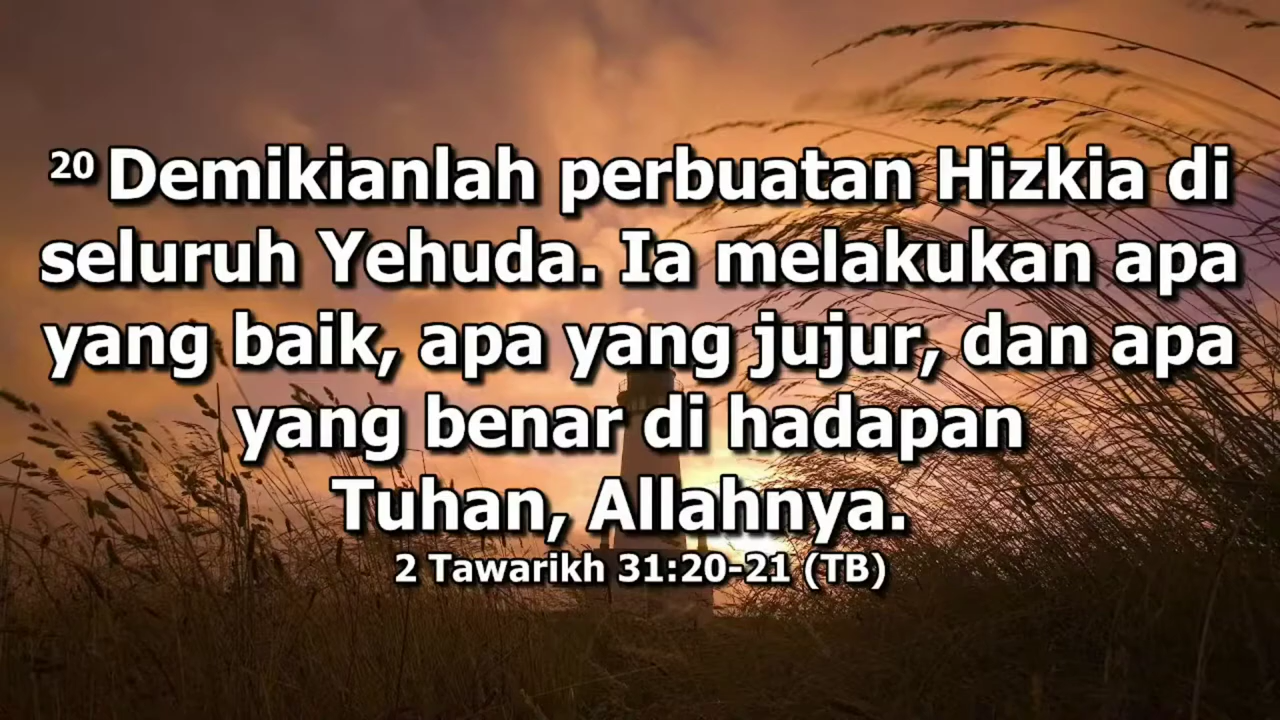 20 Demikianlah perbuatan Hizkia di
seluruh Yehuda. Ia melakukan apa
yang baik, apa yang jujur, dan apa
yang benar di hadapan
Tuhan, Allahnya.
2 Tawarikh 31:20-21 (TB)